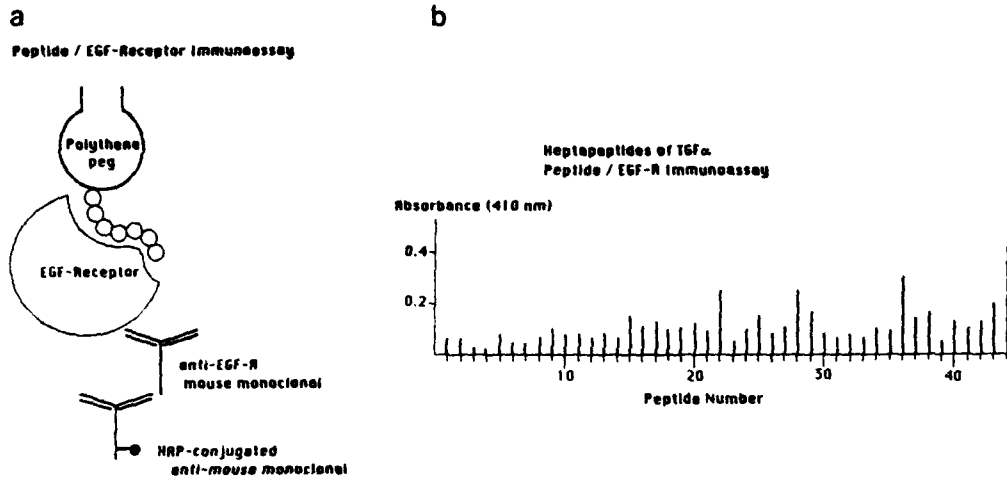 a
Peptide / EGF-Receptor Immunoassay
Polythene
peg
EGF-Receptor
anti-EGF-R
mouse monoclonal
HRP-conjugated
anti-mouse monoclonal
b
Heptapeptides of TGFα
Peptide / EGF-R Immunoassay
Absorbance (410 nm)
0.4
0.2
10
20
30
40
Peptide Number